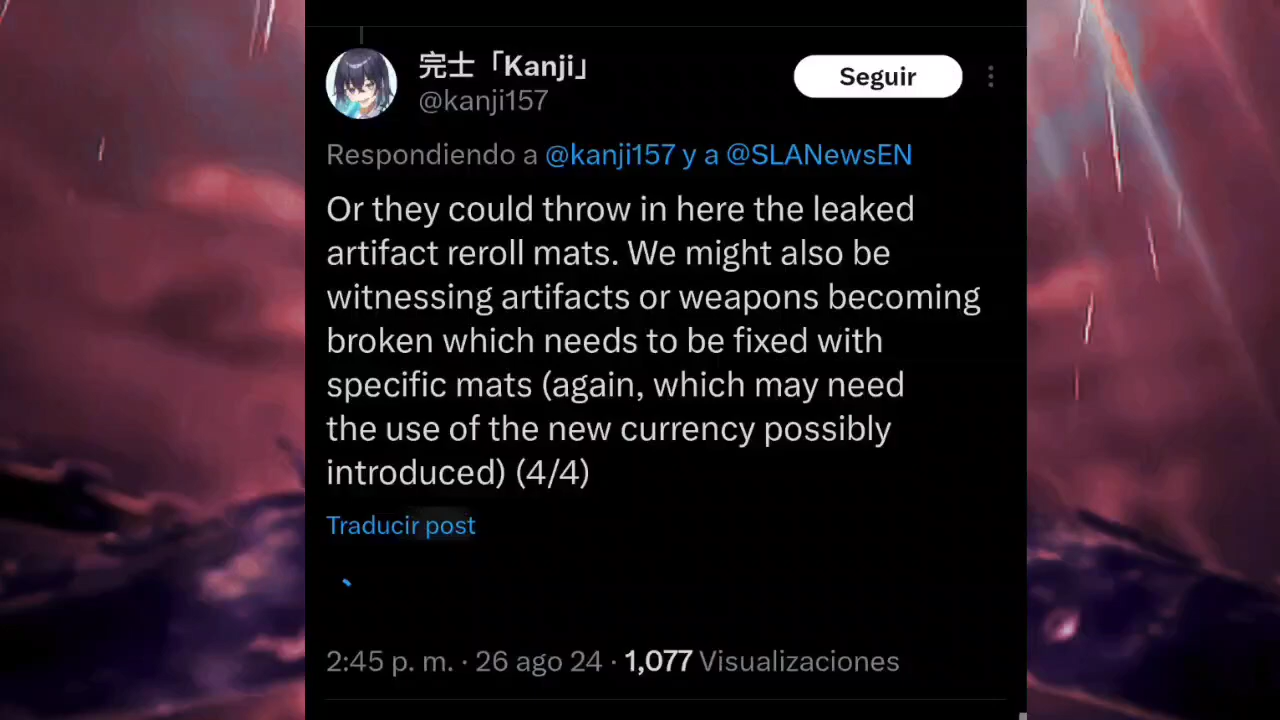 完士「Kanji」
Seguir
@kanji157
Respondiendo a @kanji157 y a @SLANewsEN
Or they could throw in here the leaked
artifact reroll mats. We might also be
witnessing artifacts or weapons becoming
broken which needs to be fixed with
specific mats (again, which may need
the use of the new currency possibly
introduced) (4/4)
Traducir post
2:45 p. m. · 26 ago 24 · 1,077 Visualizaciones